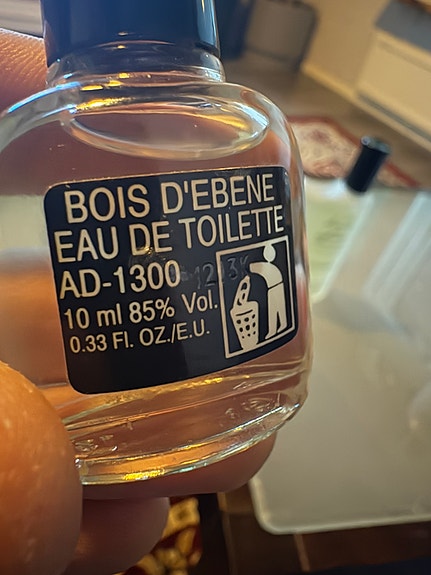 BOIS D'EBENE
EAU DE TOILETTE
AD-1300
10 ml 85% Vol.
0.33 Fl. OZ./E.U.